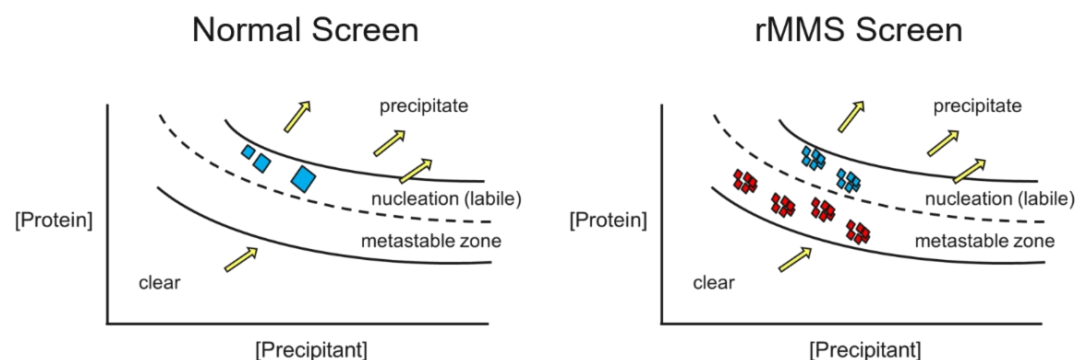 Normal Screen
precipitate
nucleation (labile)
[Protein]
metastable zone
clear
[Precipitant]
rMMS Screen
precipitate
nucleation (labile)
[Protein]
metastable zone
clear
[Precipitant]